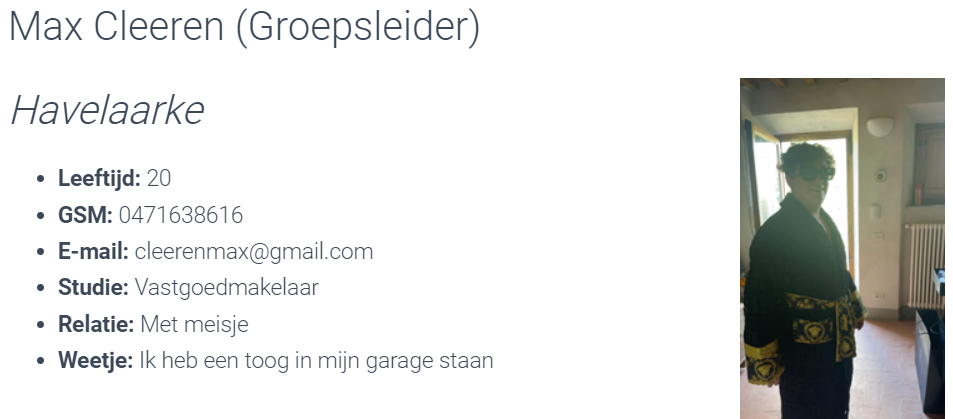 Max Cleeren (Groepsleider)
Havelaarke
Leeftijd: 20
GSM: 0471638616
E-mail: cleerenmax@gmail.com
Studie: Vastgoedmakelaar
Relatie: Met meisje
Weetje: Ik heb een toog in mijn garage staan